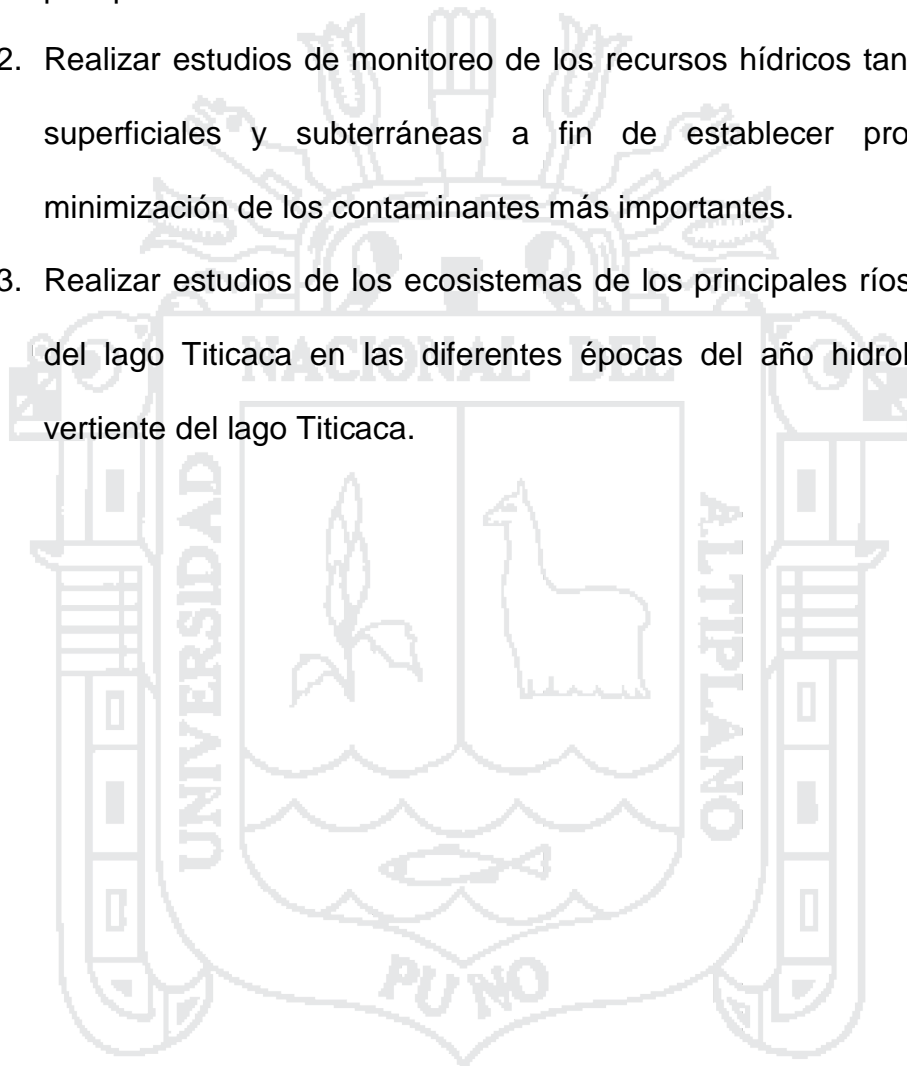 2. Realizar estudios de monitoreo de los recursos hídricos tan
superficiales y subterráneas a fin de establecer pro
minimización de los contaminantes más importantes.
3. Realizar estudios de los ecosistemas de los principales ríos
del lago Titicaca en las diferentes épocas del año hidrol
vertiente del lago Titicaca.
NACIONAL DEL
UNIVERSIDAD
ALTIPLANO
PUNO